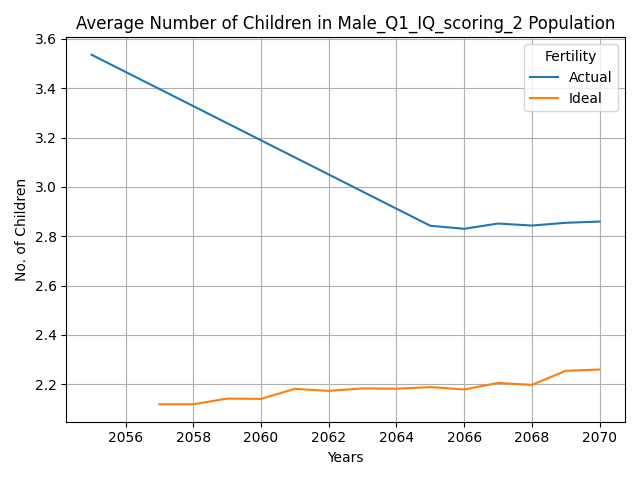 Average Number of Children in Male_Q1_IQ_scoring_2 Population
Fertility
Actual
Ideal
No. of Children
3.6
3.4
3.2
3.0
2.8
2.6
2.4
2.2
2056 2058 2060 2062 2064 2066 2068 2070
Years